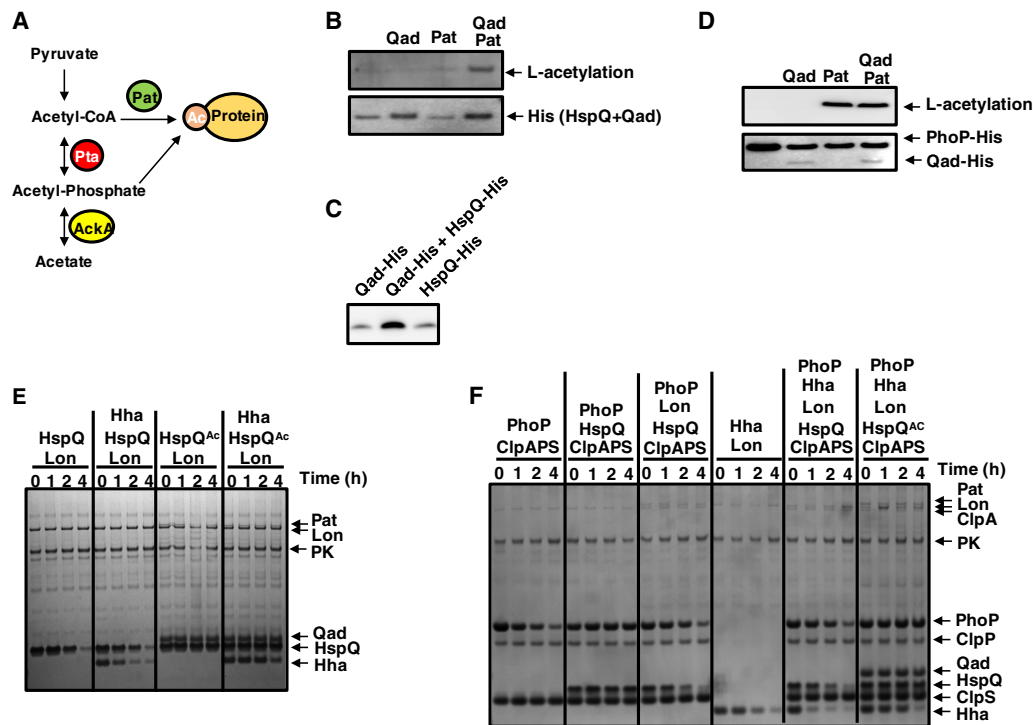 A
Pyruvate
Acetyl-CoA
Pat
Ac
Protein
Pta
Acetyl-Phosphate
AckA
Acetate
B
Qad Pat Qad
Pat
L-acetylation
His (HspQ+Qad)
C
Qad-His
Qad-His + HspQ-His
HspQ-His
D
Qad Pat Qad
Pat
L-acetylation
PhoP-His
Qad-His
E
HspQ
Lon
Hha
HspQ
Lon
HspQAc
Lon
Hha
HspQAc
Lon
0 1 2 4 0 1 2 4 0 1 2 4 0 1 2 4 Time (h)
Pat
Lon
PK
Qad
HspQ
Hha
F
PhoP
ClpAPS
PhoP
HspQ
ClpAPS
PhoP
Lon
HspQ
ClpAPS
Hha
Lon
PhoP
Hha
Lon
HspQ
ClpAPS
PhoP
Hha
Lon
HspQAC
ClpAPS
0 1 2 4 0 1 2 4 0 1 2 4 0 1 2 4 0 1 2 4 0 1 2 4 Time (h)
Pat
Lon
ClpA
PK
PhoP
ClpP
Qad
HspQ
ClpS
Hha